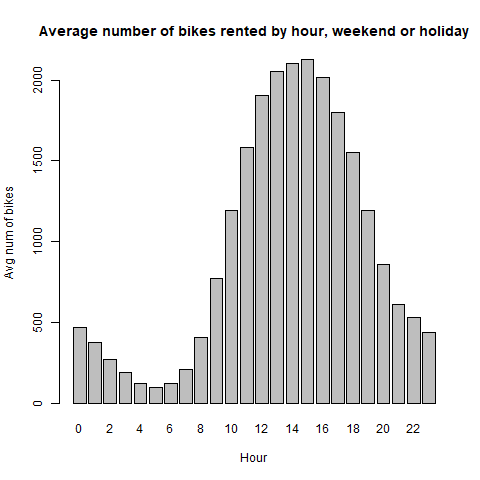 Average number of bikes rented by hour, weekend or holiday
2000
1500
1000
500
0
Avg num of bikes
0 2 4 6 8 10 12 14 16 18 20 22
Hour